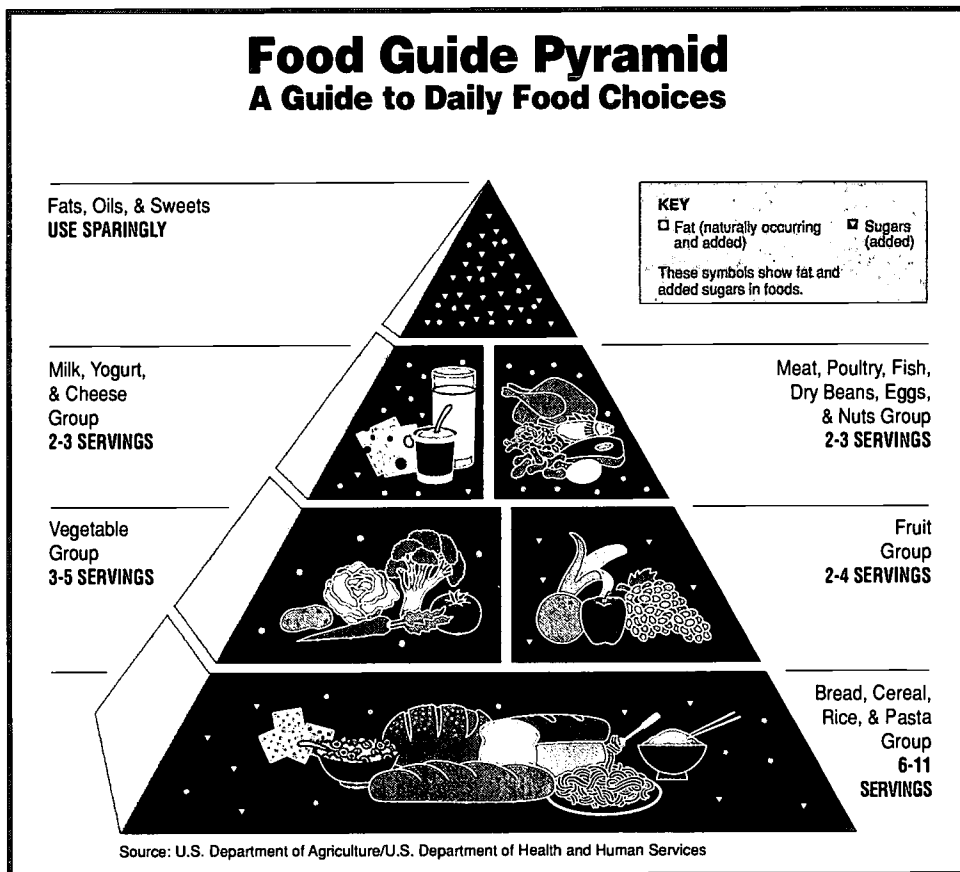 Food Guide Pyramid
A Guide to Daily Food Choices
Fats, Oils, & Sweets
USE SPARINGLY
KEY
Fat (naturally occurring
and added)
Sugars
(added)
These symbols show fat and
added sugars in foods.
Milk, Yogurt,
& Cheese
Group
2-3 SERVINGS
Meat, Poultry, Fish,
Dry Beans, Eggs,
& Nuts Group
2-3 SERVINGS
Vegetable
Group
3-5 SERVINGS
Fruit
Group
2-4 SERVINGS
Bread, Cereal,
Rice, & Pasta
Group
6-11
SERVINGS
Source: U.S. Department of Agriculture/U.S. Department of Health and Human Services